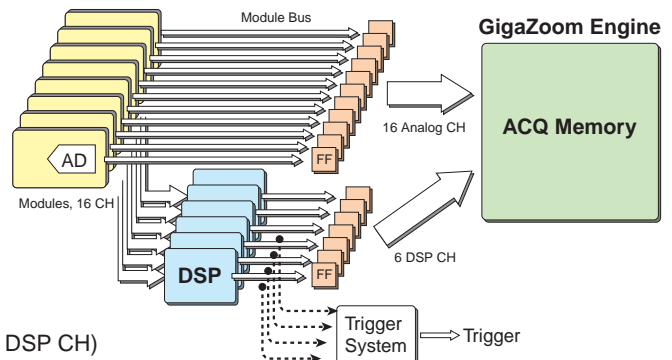 Module Bus
GigaZoom Engine
AD
FF
16 Analog CH
ACQ Memory
Modules, 16 CH
DSP
FF
6 DSP CH
DSP CH)
Trigger
System
Trigger